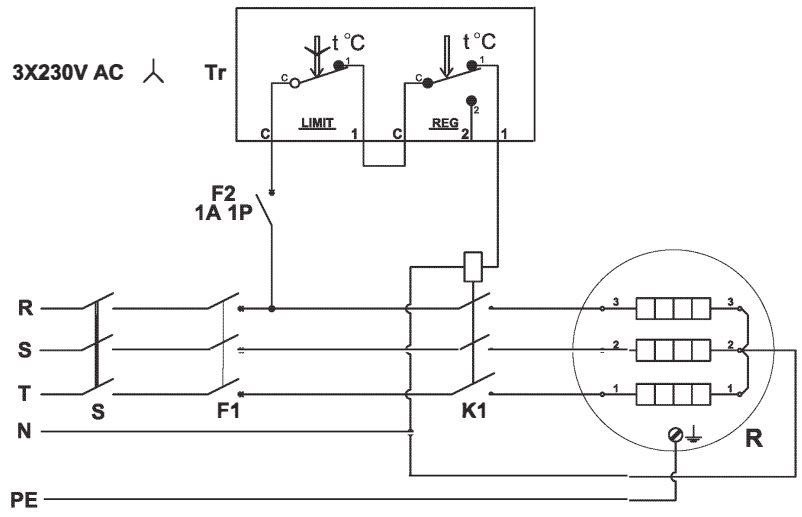 3X230V AC
Tr
t °C
t °C
C
1
C
1
2
LIMIT
REG
C
1
C
2
1
F2
1A 1P
R
3
3
S
2
2
T
1
1
S
F1
K1
N
R
PE